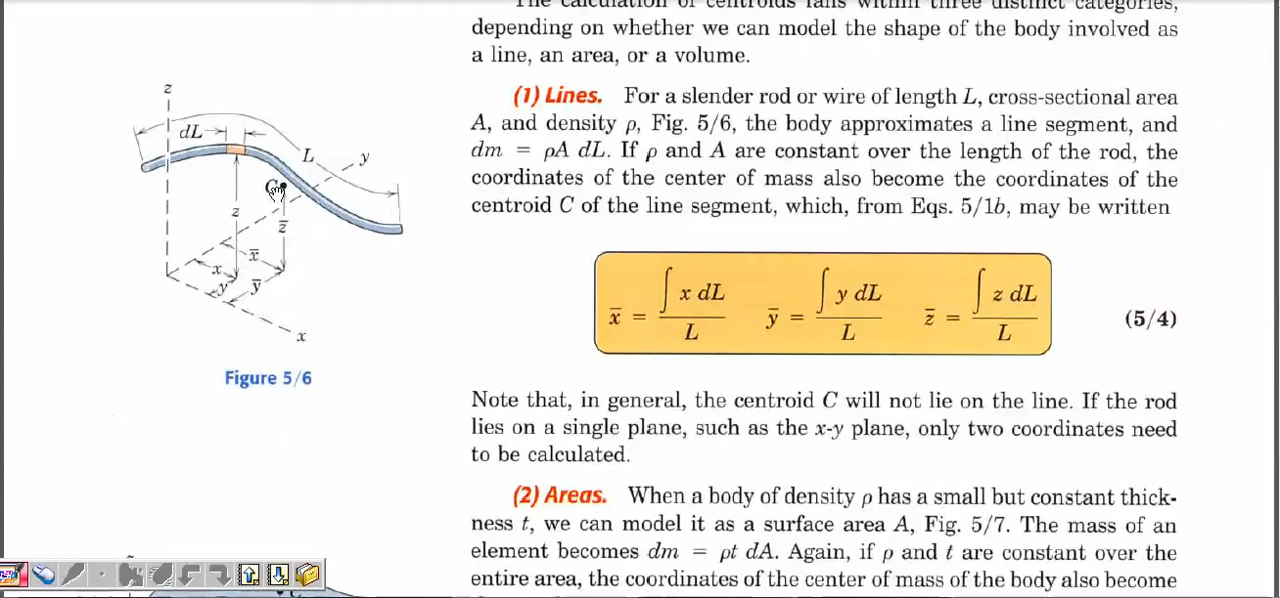 The calculation of centroids falls within three distinct categories,
depending on whether we can model the shape of the body involved as
a line, an area, or a volume.
(1) Lines. For a slender rod or wire of length L, cross-sectional area
A, and density ρ, Fig. 5/6, the body approximates a line segment, and
dm = ρA dL. If ρ and A are constant over the length of the rod, the
coordinates of the center of mass also become the coordinates of the
centroid C of the line segment, which, from Eqs. 5/1b, may be written
z
dL
L
y
C
z
z̅
x̅
x
y
y̅
x
Figure 5/6
x̅ = ∫ x dL / L y̅ = ∫ y dL / L z̅ = ∫ z dL / L (5/4)
Note that, in general, the centroid C will not lie on the line. If the rod
lies on a single plane, such as the x-y plane, only two coordinates need
to be calculated.
(2) Areas. When a body of density ρ has a small but constant thick-
ness t, we can model it as a surface area A, Fig. 5/7. The mass of an
element becomes dm = ρt dA. Again, if ρ and t are constant over the
entire area, the coordinates of the center of mass of the body also become